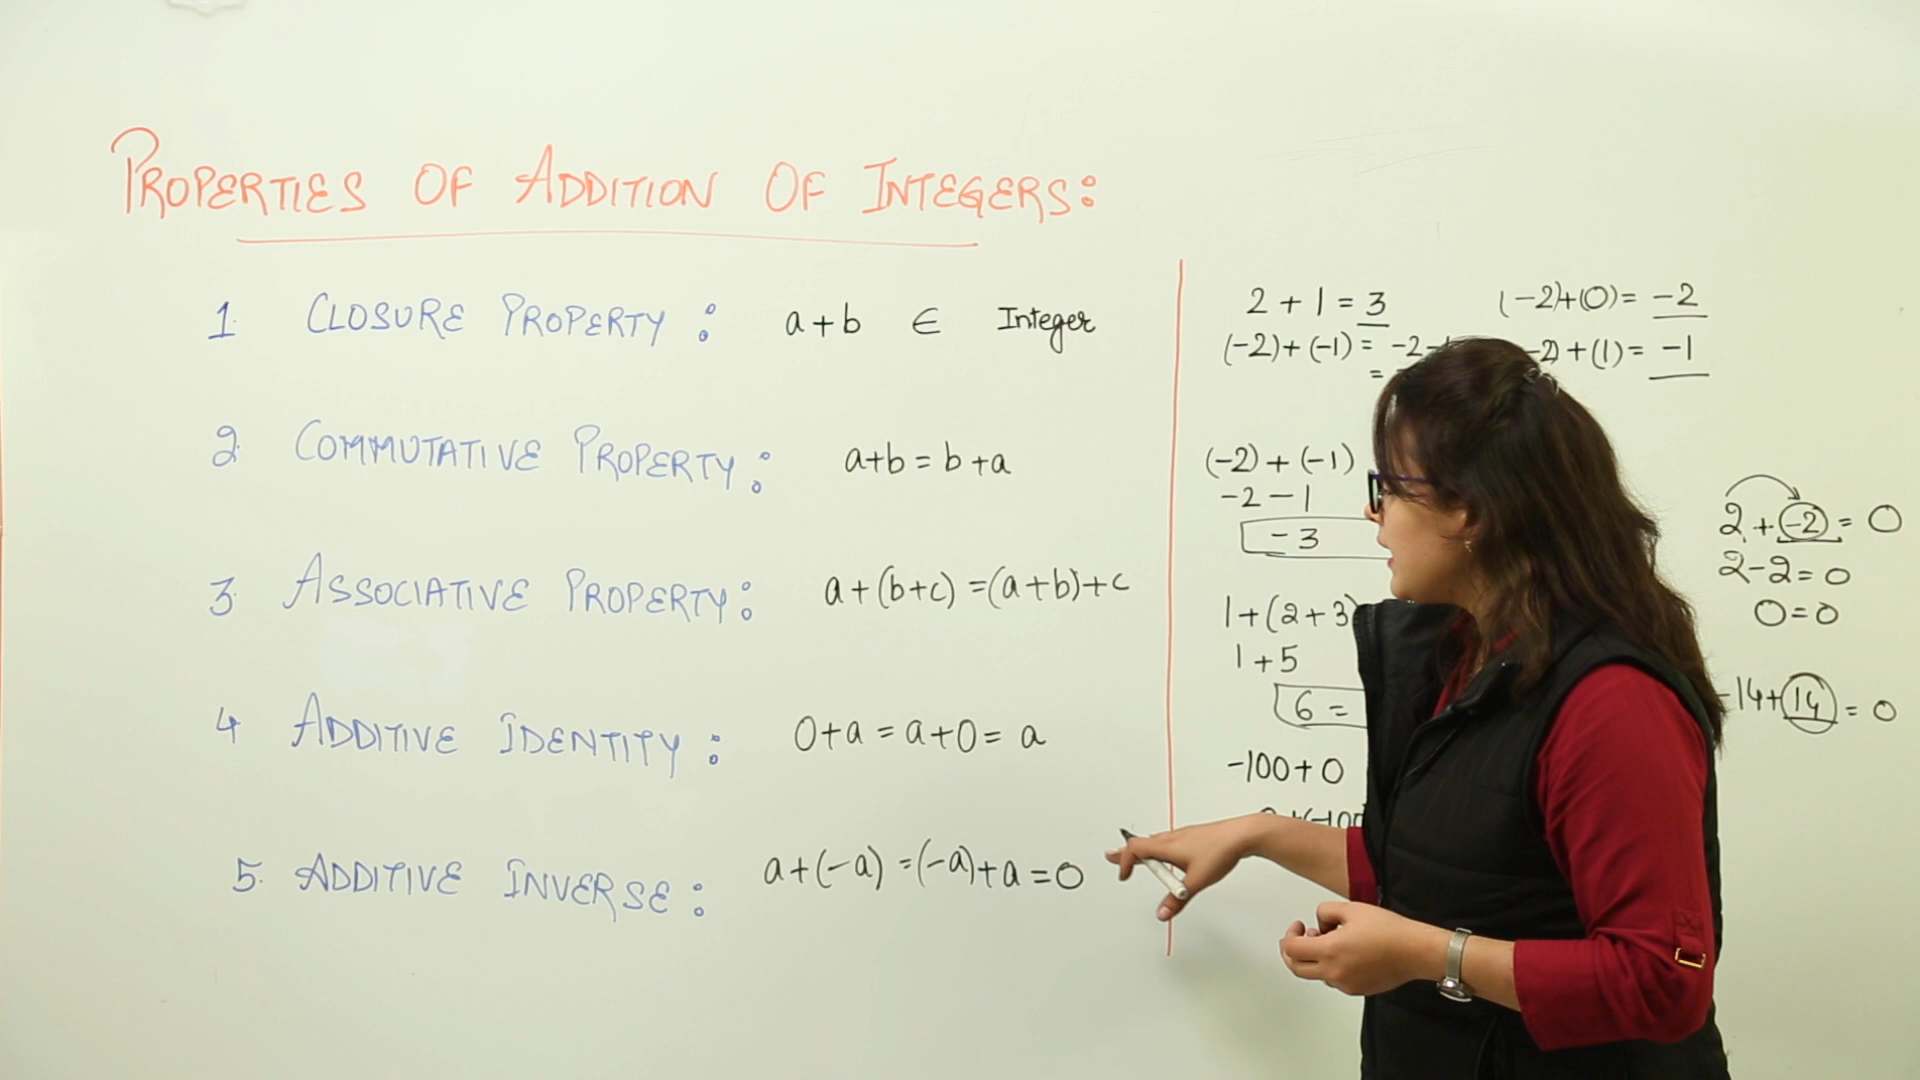 PROPERTIES OF ADDITION OF INTEGERS:
1. CLOSURE PROPERTY: a+b ∈ Integer
2. COMMUTATIVE PROPERTY: a+b = b+a
3. ASSOCIATIVE PROPERTY: a+(b+c) =(a+b)+c
4. ADDITIVE IDENTITY: 0+a = a+0 = a
5. ADDITIVE INVERSE: a+(-a) =(-a)+a =0
2+1 = 3
(-2)+(-1) = -2-
=
(-2)+(0)= -2
-2)+(1)= -1
(-2)+(-1)
-2-1
-3
1+(2+3)
1+5
6 =
-100+0
+(-100
2+(-2) = 0
2-2=0
0=0
-14+14 = 0